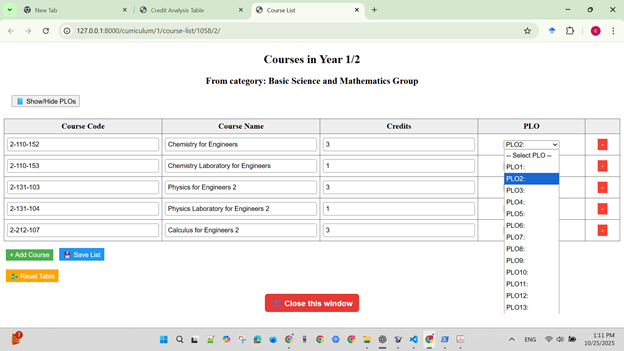 New Tab
Credit Analysis Table
Course List
127.0.0.1:8000/curriculum/1/course-list/1058/2/
c
Courses in Year 1/2
From category: Basic Science and Mathematics Group
Show/Hide PLOs
Course Code Course Name Credits PLO
2-110-152 Chemistry for Engineers 3 PLO2: -
-- Select PLO --
2-110-153 Chemistry Laboratory for Engineers 1 PLO1: -
PLO2:
2-131-103 Physics for Engineers 2 3 PLO3: -
PLO4:
2-131-104 Physics Laboratory for Engineers 2 1 PLO5: -
PLO6:
2-212-107 Calculus for Engineers 2 3 PLO7: -
PLO8:
+ Add Course Save List
PLO9:
PLO10:
Reset Table
PLO11:
PLO12:
PLO13:
Close this window
7
ENG
1:11 PM
10/25/2025